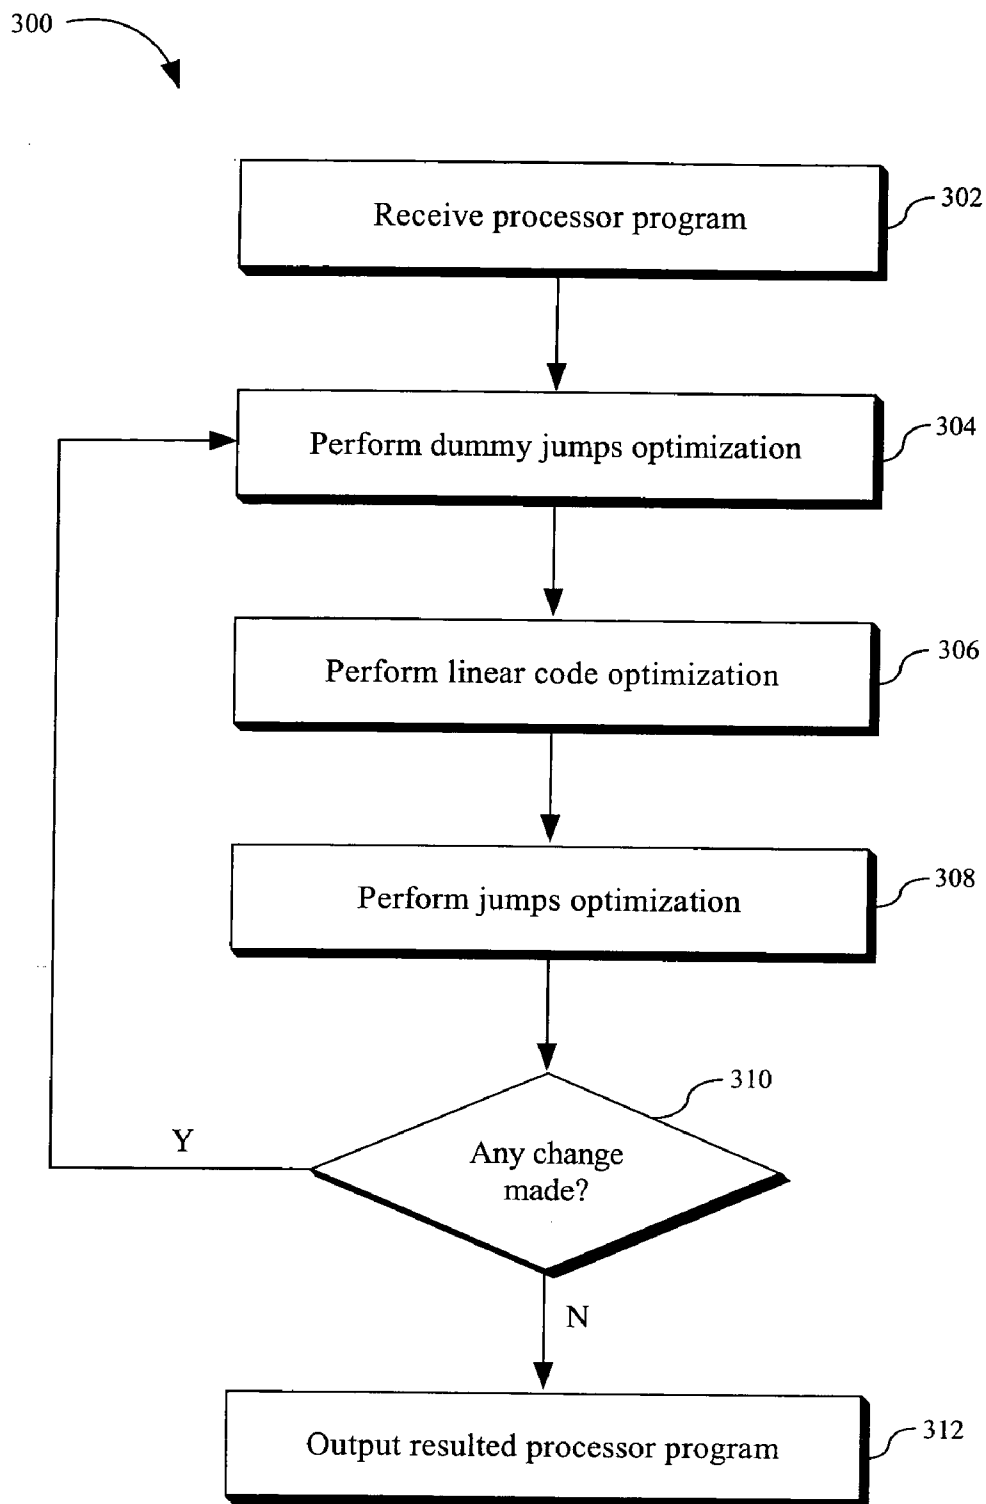 300
Receive processor program
302
Perform dummy jumps optimization
304
Perform linear code optimization
306
Perform jumps optimization
308
310
Any change
made?
Y
N
Output resulted processor program
312